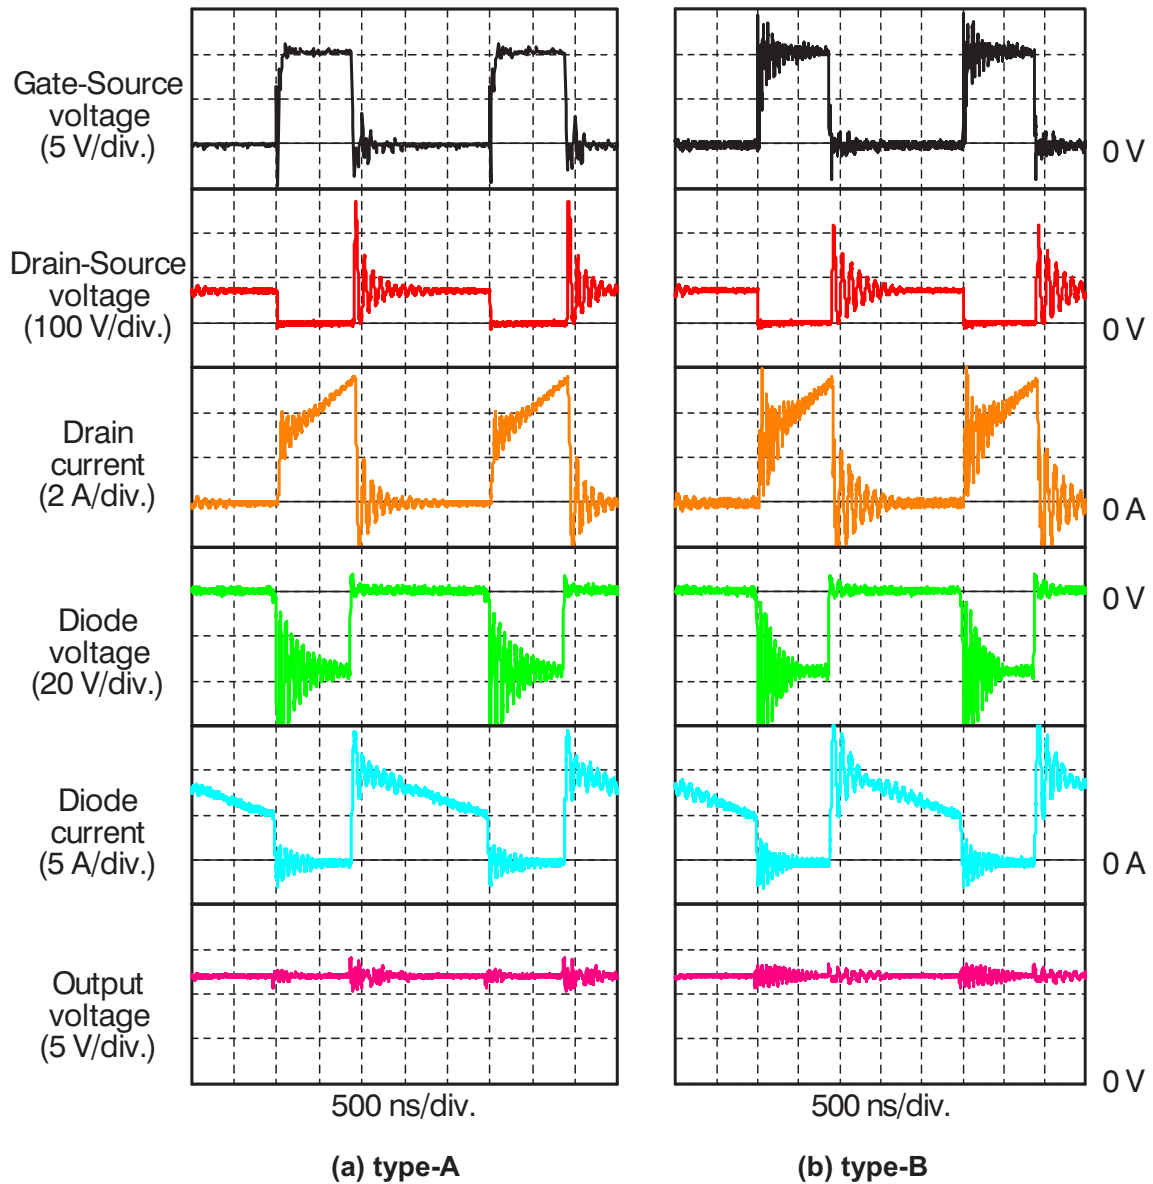 Gate-Source
voltage
(5 V/div.)
0 V
Drain-Source
voltage
(100 V/div.)
0 V
Drain
current
(2 A/div.)
0 A
Diode
voltage
(20 V/div.)
0 V
Diode
current
(5 A/div.)
0 A
Output
voltage
(5 V/div.)
0 V
500 ns/div.
500 ns/div.
(a) type-A
(b) type-B